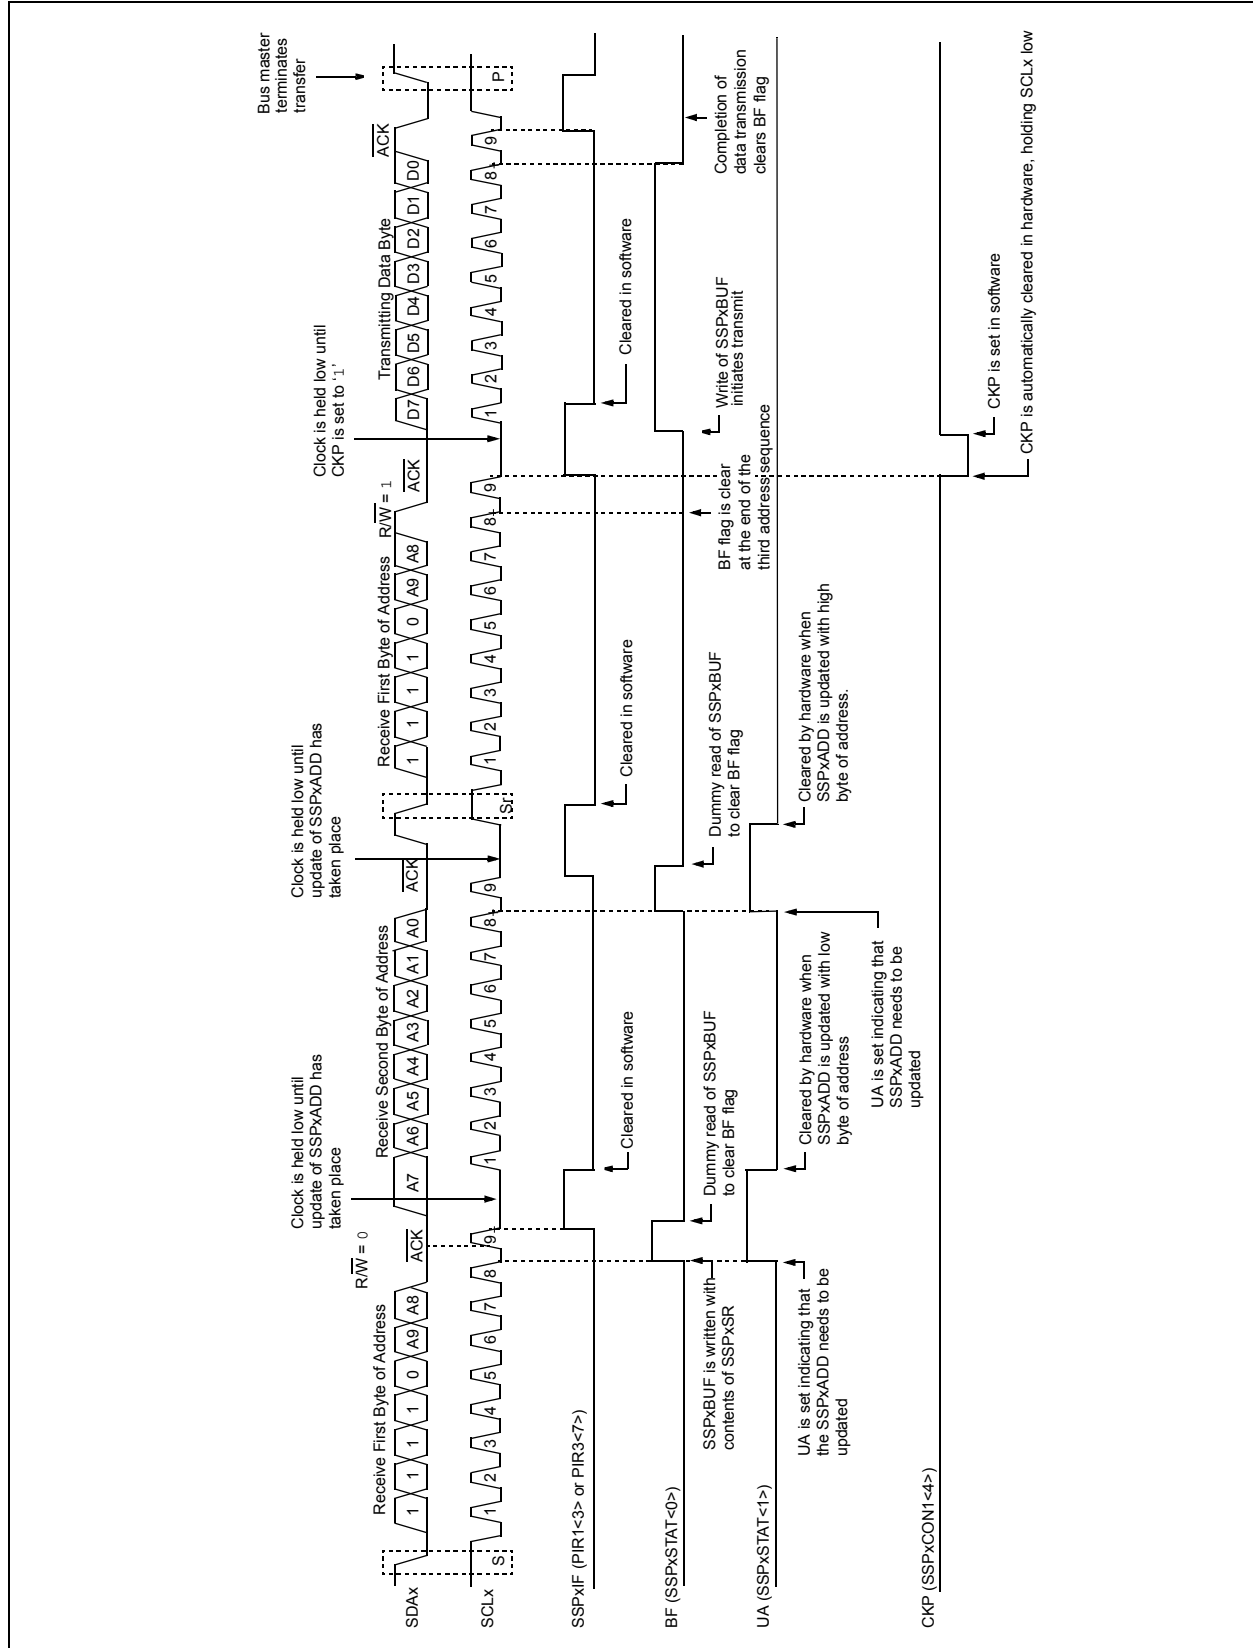 Bus master
terminates
transfer
Clock is held low until
CKP is set to ‘1’
Clock is held low until
update of SSPxADD has
taken place
Clock is held low until
update of SSPxADD has
taken place
Receive First Byte of Address
R/W = 0
ACK
Receive Second Byte of Address
ACK
Receive First Byte of Address
R/W = 1
ACK
Transmitting Data Byte
ACK
SDAx
1 1 1 1 0 A9 A8 A7 A6 A5 A4 A3 A2 A1 A0 1 1 1 1 0 A9 A8 D7 D6 D5 D4 D3 D2 D1 D0
SCLx
S 1 2 3 4 5 6 7 8 9 1 2 3 4 5 6 7 8 9 Sr 1 2 3 4 5 6 7 8 9 1 2 3 4 5 6 7 8 9 P
SSPxIF (PIR1<3> or PIR3<7>)
Cleared in software
Cleared in software
Cleared in software
BF (SSPxSTAT<0>)
SSPxBUF is written with
contents of SSPxSR
Dummy read of SSPxBUF
to clear BF flag
Dummy read of SSPxBUF
to clear BF flag
BF flag is clear
at the end of the
third address sequence
Write of SSPxBUF
initiates transmit
Completion of
data transmission
clears BF flag
UA (SSPxSTAT<1>)
UA is set indicating that
the SSPxADD needs to be
updated
Cleared by hardware when
SSPxADD is updated with low
byte of address
UA is set indicating that
SSPxADD needs to be
updated
Cleared by hardware when
SSPxADD is updated with high
byte of address.
CKP (SSPxCON1<4>)
CKP is set in software
CKP is automatically cleared in hardware, holding SCLx low